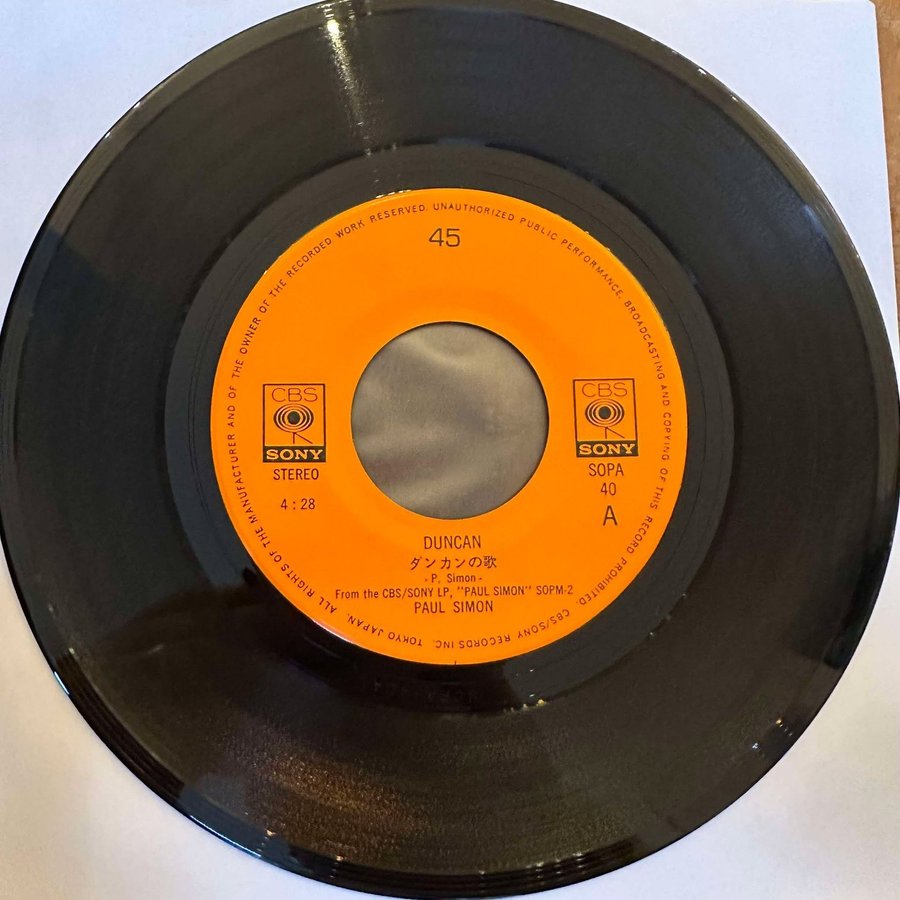 45
ALL RIGHTS OF THE MANUFACTURER AND OF THE OWNER OF THE RECORDED WORK RESERVED. UNAUTHORIZED PUBLIC PERFORMANCE, BROADCASTING AND COPYING OF THIS RECORD PROHIBITED. CBS/SONY RECORDS INC. TOKYO JAPAN.
CBS
SONY
STEREO
4:28
CBS
SONY
SOPA
40
A
DUNCAN
ダンカンの歌
- P. Simon -
From the CBS/SONY LP, "PAUL SIMON" SOPM-2
PAUL SIMON